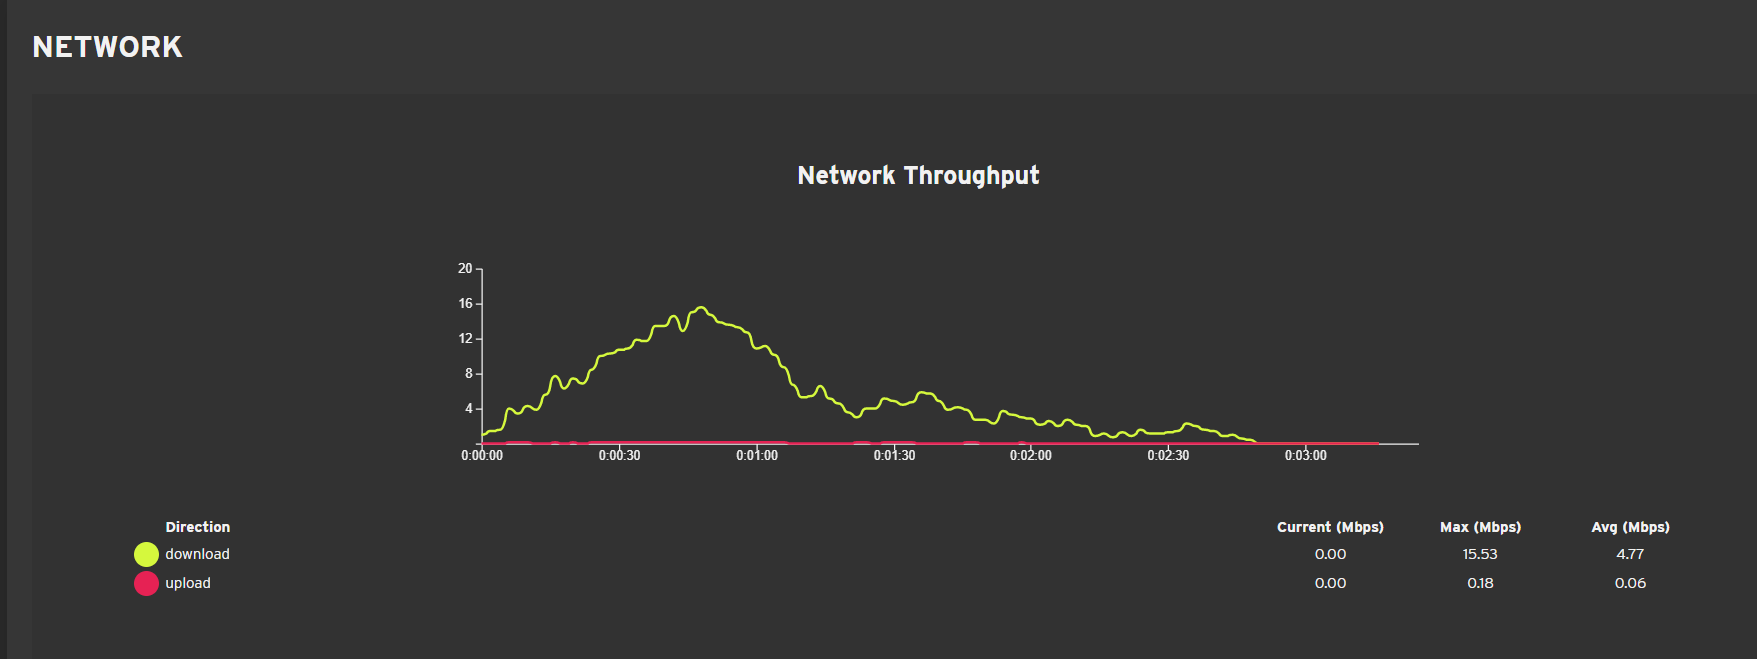 NETWORK
Network Throughput
20
16
12
8
4
0:00:00 0:00:30 0:01:00 0:01:30 0:02:00 0:02:30 0:03:00
Direction Current (Mbps) Max (Mbps) Avg (Mbps)
download 0.00 15.53 4.77
upload 0.00 0.18 0.06